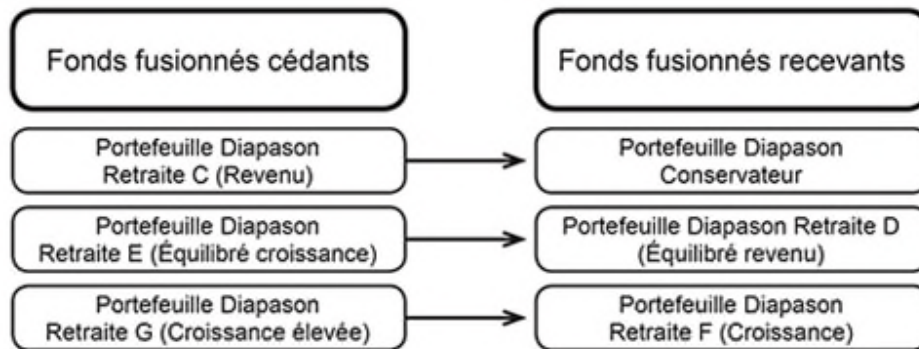 Fonds fusionnés cédants
Fonds fusionnés recevants
Portefeuille Diapason
Retraite C (Revenu)
Portefeuille Diapason
Conservateur
Portefeuille Diapason
Retraite E (Équilibré croissance)
Portefeuille Diapason Retraite D
(Équilibré revenu)
Portefeuille Diapason
Retraite G (Croissance élevée)
Portefeuille Diapason
Retraite F (Croissance)